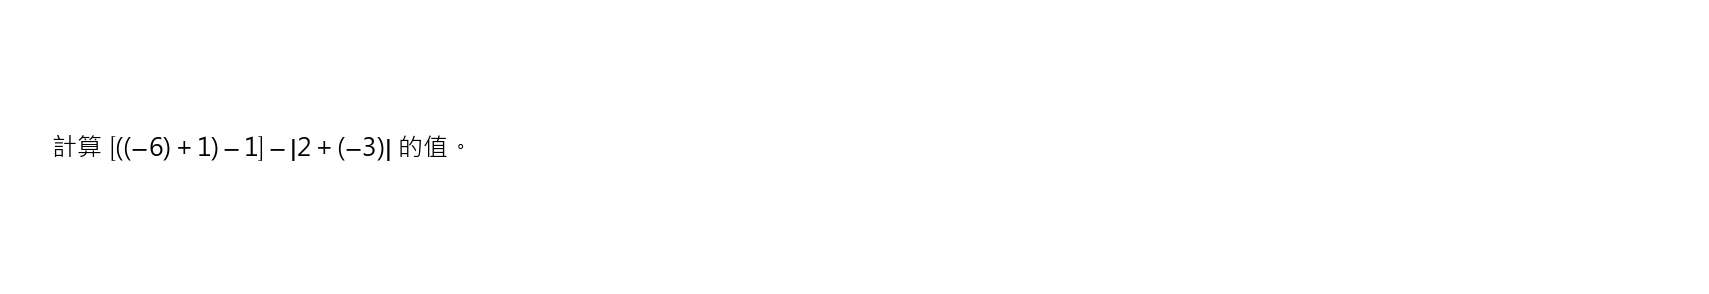 計算 [((−6) + 1) − 1] − |2 + (−3)| 的值。